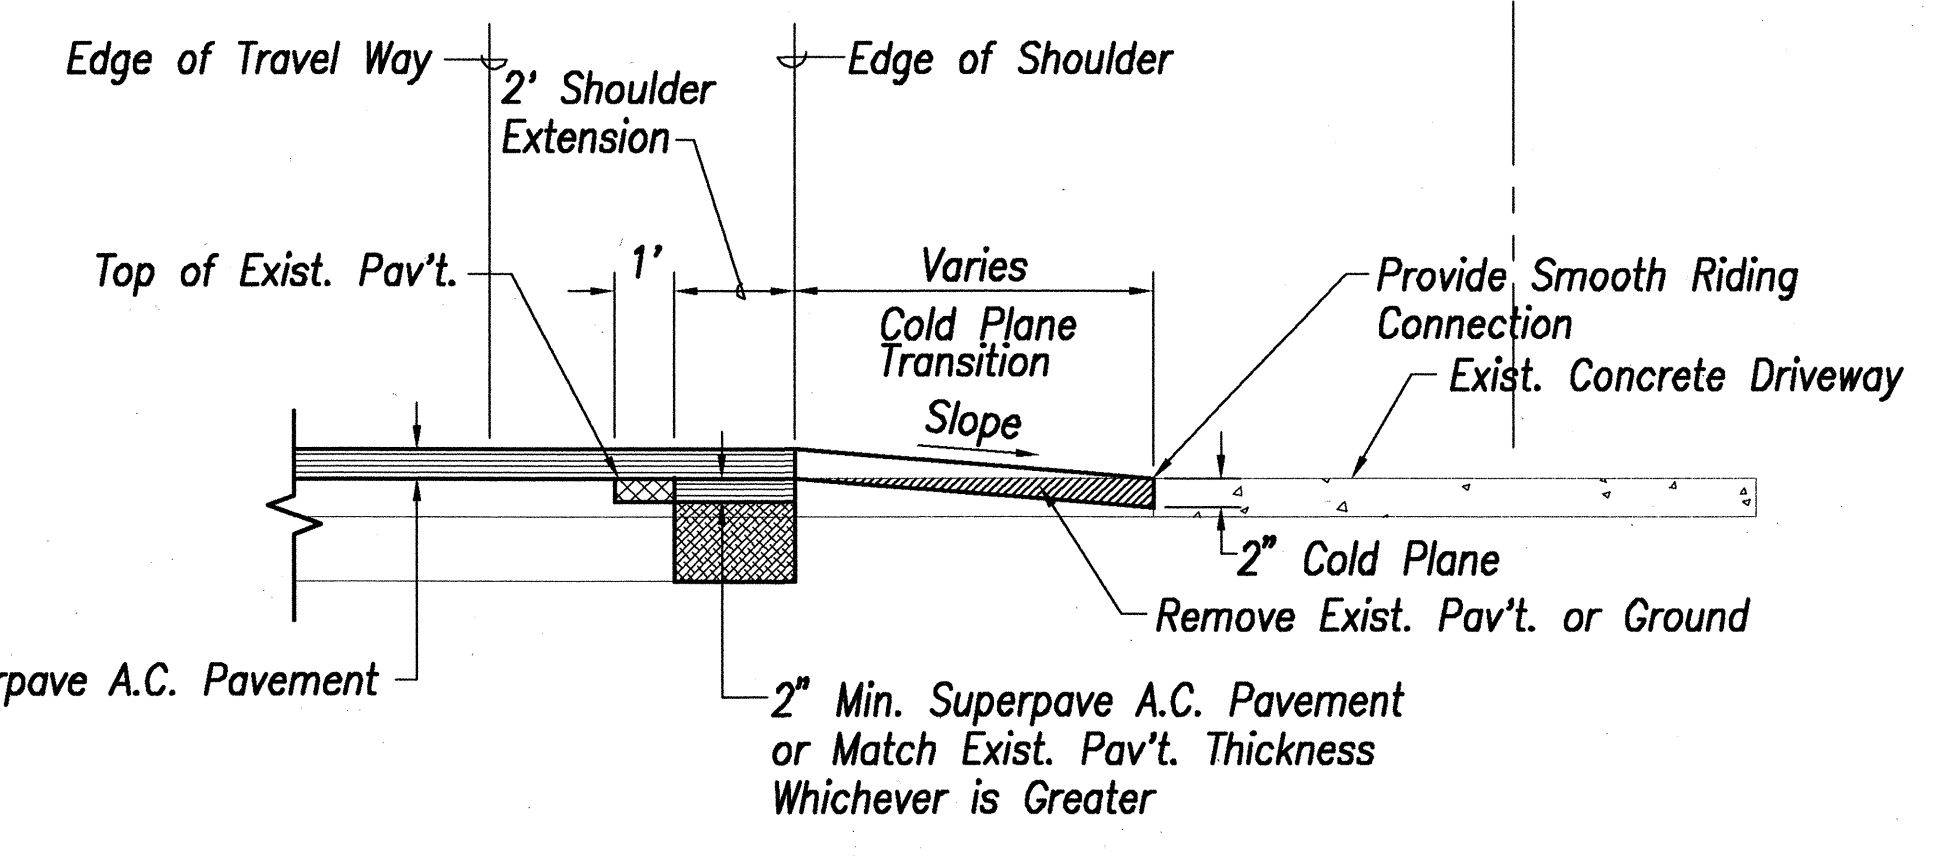 Edge of Travel Way
Edge of Shoulder
2' Shoulder
Extension
Top of Exist. Pav't.
1'
Varies
Cold Plane
Transition
Slope
Provide Smooth Riding
Connection
Exist. Concrete Driveway
2" Cold Plane
Remove Exist. Pav't. or Ground
A.C. Pavement
2" Min. Superpave A.C. Pavement
or Match Exist. Pav't. Thickness
Whichever is Greater